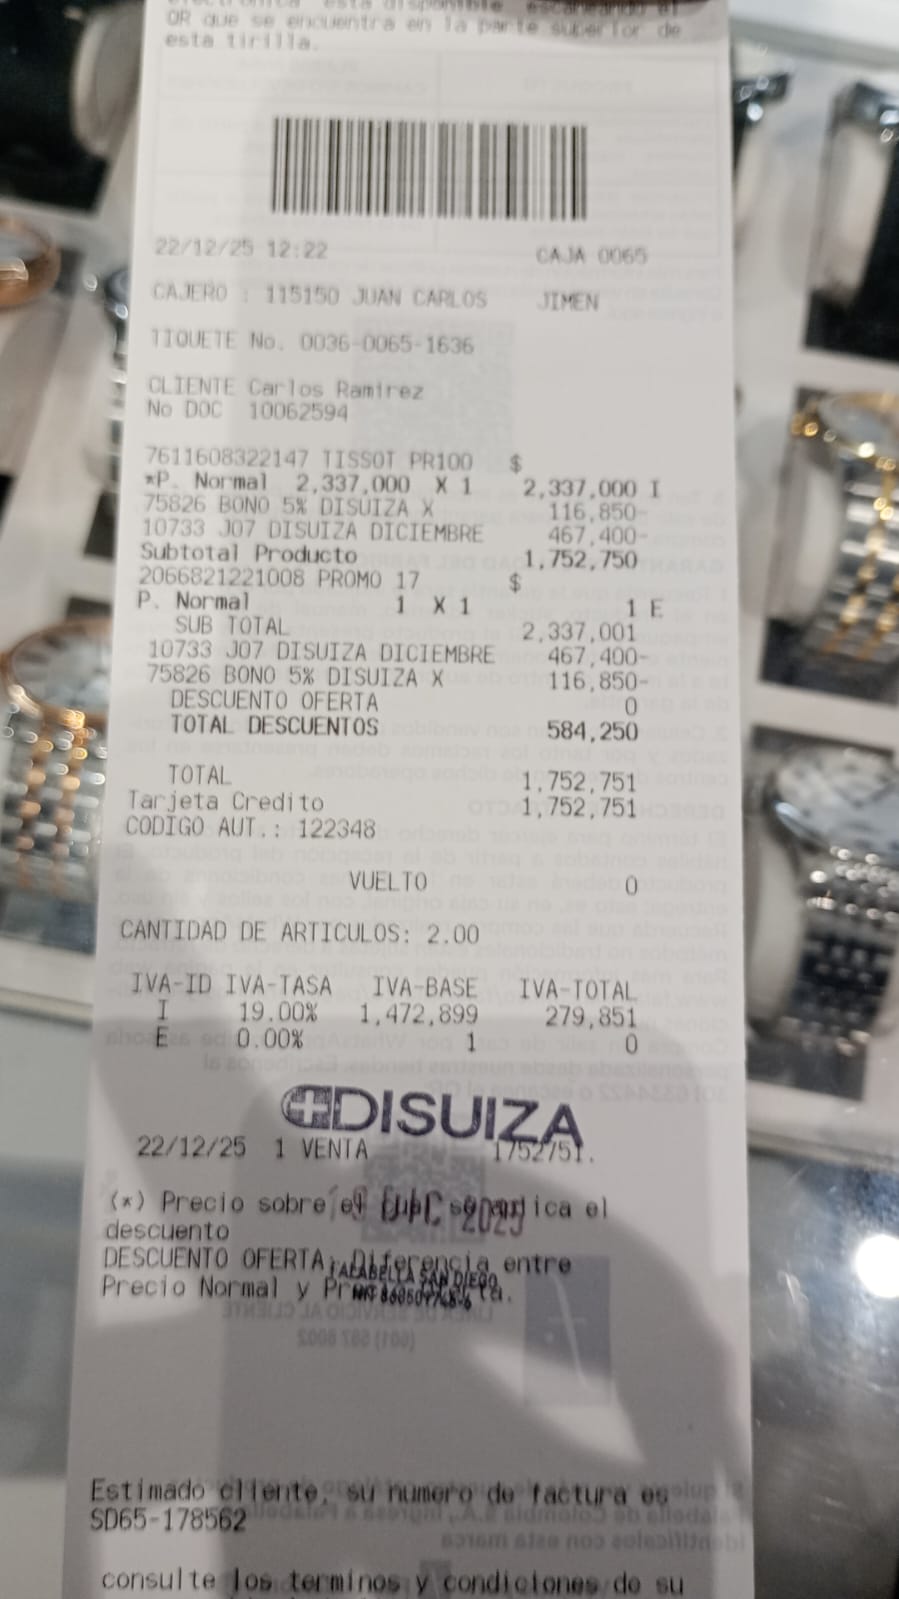 electrónica está disponible escaneando el
QR que se encuentra en la parte superior de
esta tirilla.
22/12/25 12:22 CAJA 0065
CAJERO : 115150 JUAN CARLOS JIMEN
TIQUETE No. 0036-0065-1636
CLIENTE Carlos Ramirez
No DOC 10062594
7611608322147 TISSOT PR100 $
*P. Normal 2,337,000 X 1 2,337,000 I
75826 BONO 5% DISUIZA X 116,850-
10733 J07 DISUIZA DICIEMBRE 467,400-
Subtotal Producto 1,752,750
2066821221008 PROMO 17 $
P. Normal 1 X 1 1 E
SUB TOTAL 2,337,001
10733 J07 DISUIZA DICIEMBRE 467,400-
75826 BONO 5% DISUIZA X 116,850-
DESCUENTO OFERTA 0
TOTAL DESCUENTOS 584,250
TOTAL 1,752,751
Tarjeta Credito 1,752,751
CODIGO AUT.: 122348
VUELTO 0
CANTIDAD DE ARTICULOS: 2.00
IVA-ID IVA-TASA IVA-BASE IVA-TOTAL
I 19.00% 1,472,899 279,851
E 0.00% 1 0
DISUIZA
22/12/25 1 VENTA 1752751.
(*) Precio sobre el ica el
descuento
DESCUENTO OFERTA: Diferencia entre
FALABELLA SAN DIEGO
Precio Normal y
Estimado cliente, su numero de factura es
SD65-178562
consulte los terminos y condiciones de su